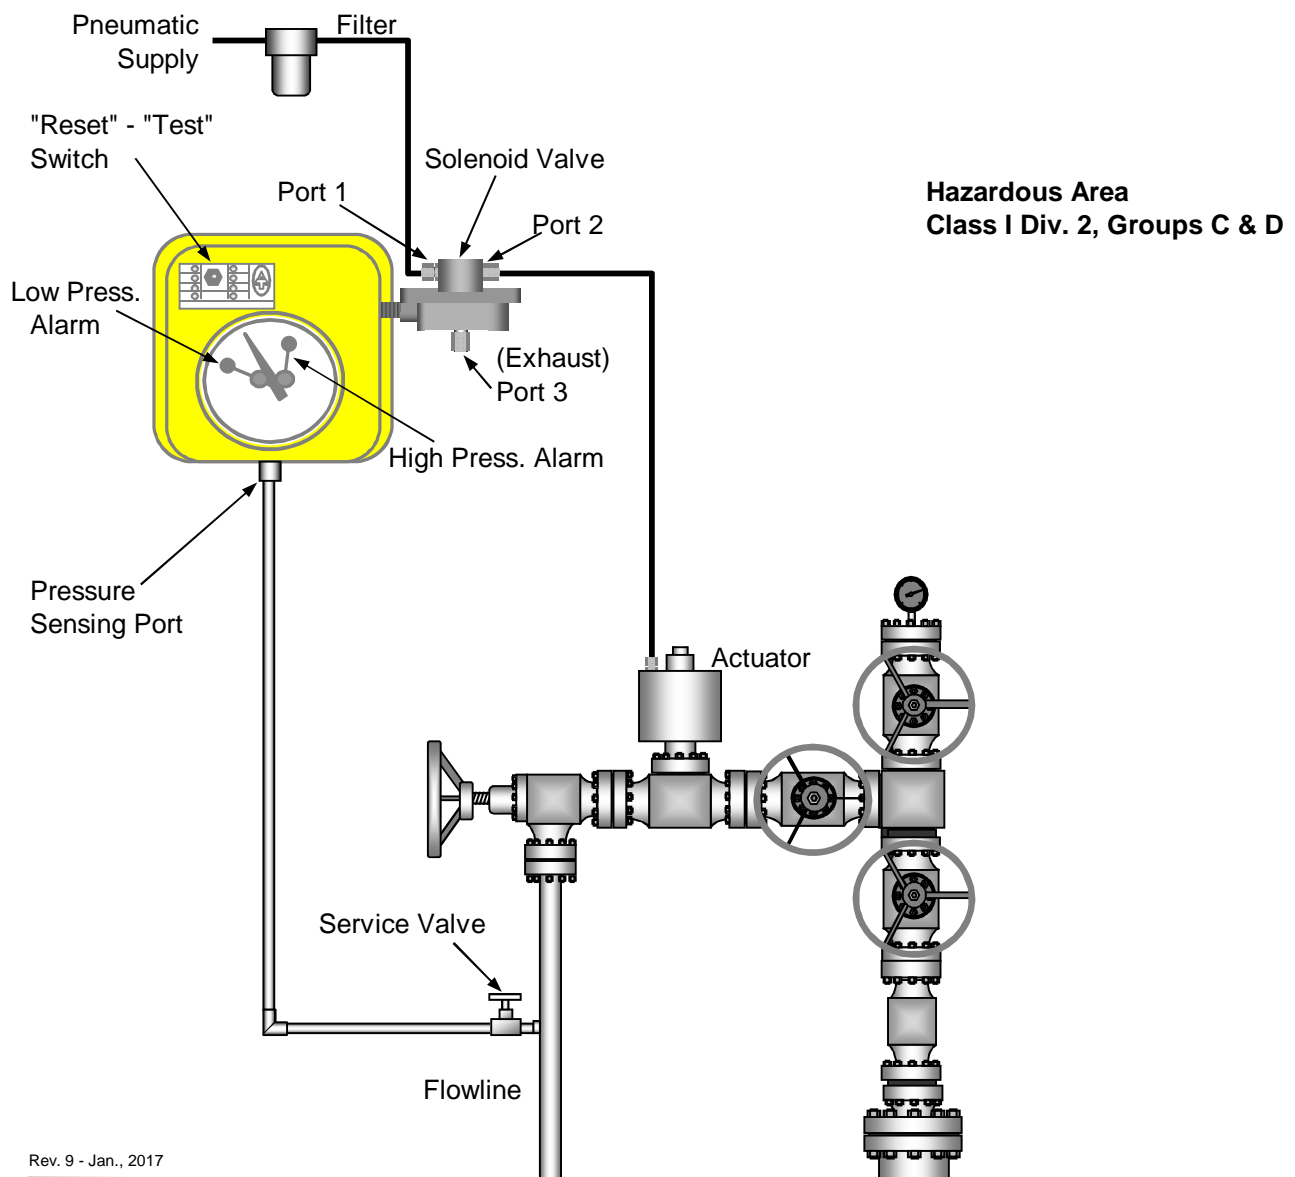 Pneumatic
Supply
Filter
"Reset" - "Test"
Switch
Solenoid Valve
Port 1
Port 2
Hazardous Area
Class I Div. 2, Groups C & D
Low Press.
Alarm
(Exhaust)
Port 3
High Press. Alarm
Pressure
Sensing Port
Actuator
Service Valve
Flowline
Rev. 9 - Jan., 2017